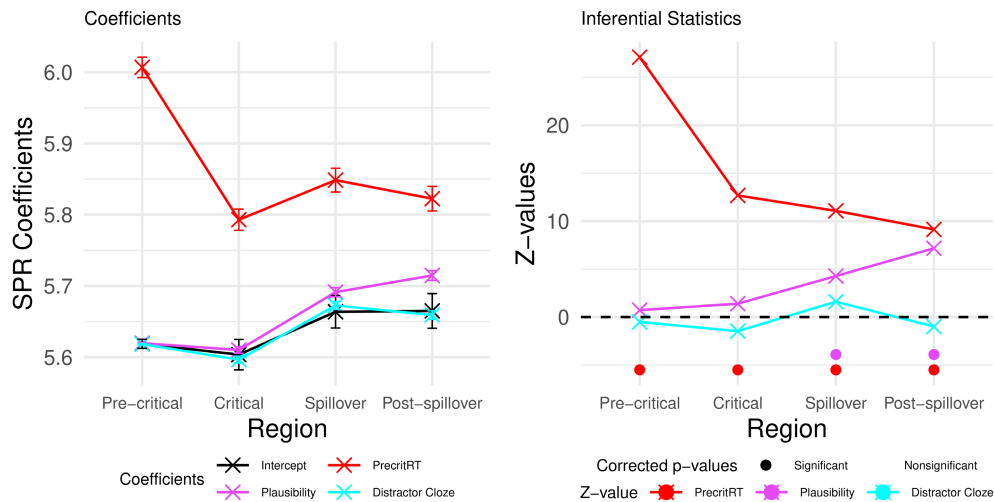 Coefficients
SPR Coefficients
6.0
5.9
5.8
5.7
5.6
Pre−critical
Critical
Spillover
Post−spillover
Region
Coefficients
Intercept
PrecritRT
Plausibility
Distractor Cloze
Inferential Statistics
Z−values
20
10
0
Pre−critical
Critical
Spillover
Post−spillover
Region
Corrected p−values
Significant
Nonsignificant
Z−value
PrecritRT
Plausibility
Distractor Cloze